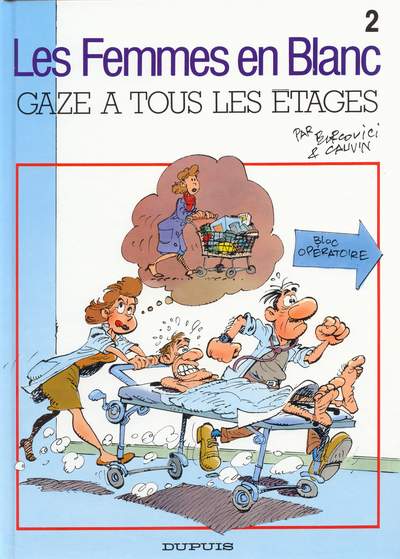 2
Les Femmes en Blanc
GAZE A TOUS LES ETAGES
PAR BERCOVICI
& CAUVIN
BLOC
OPERATOIRE
DUPUIS